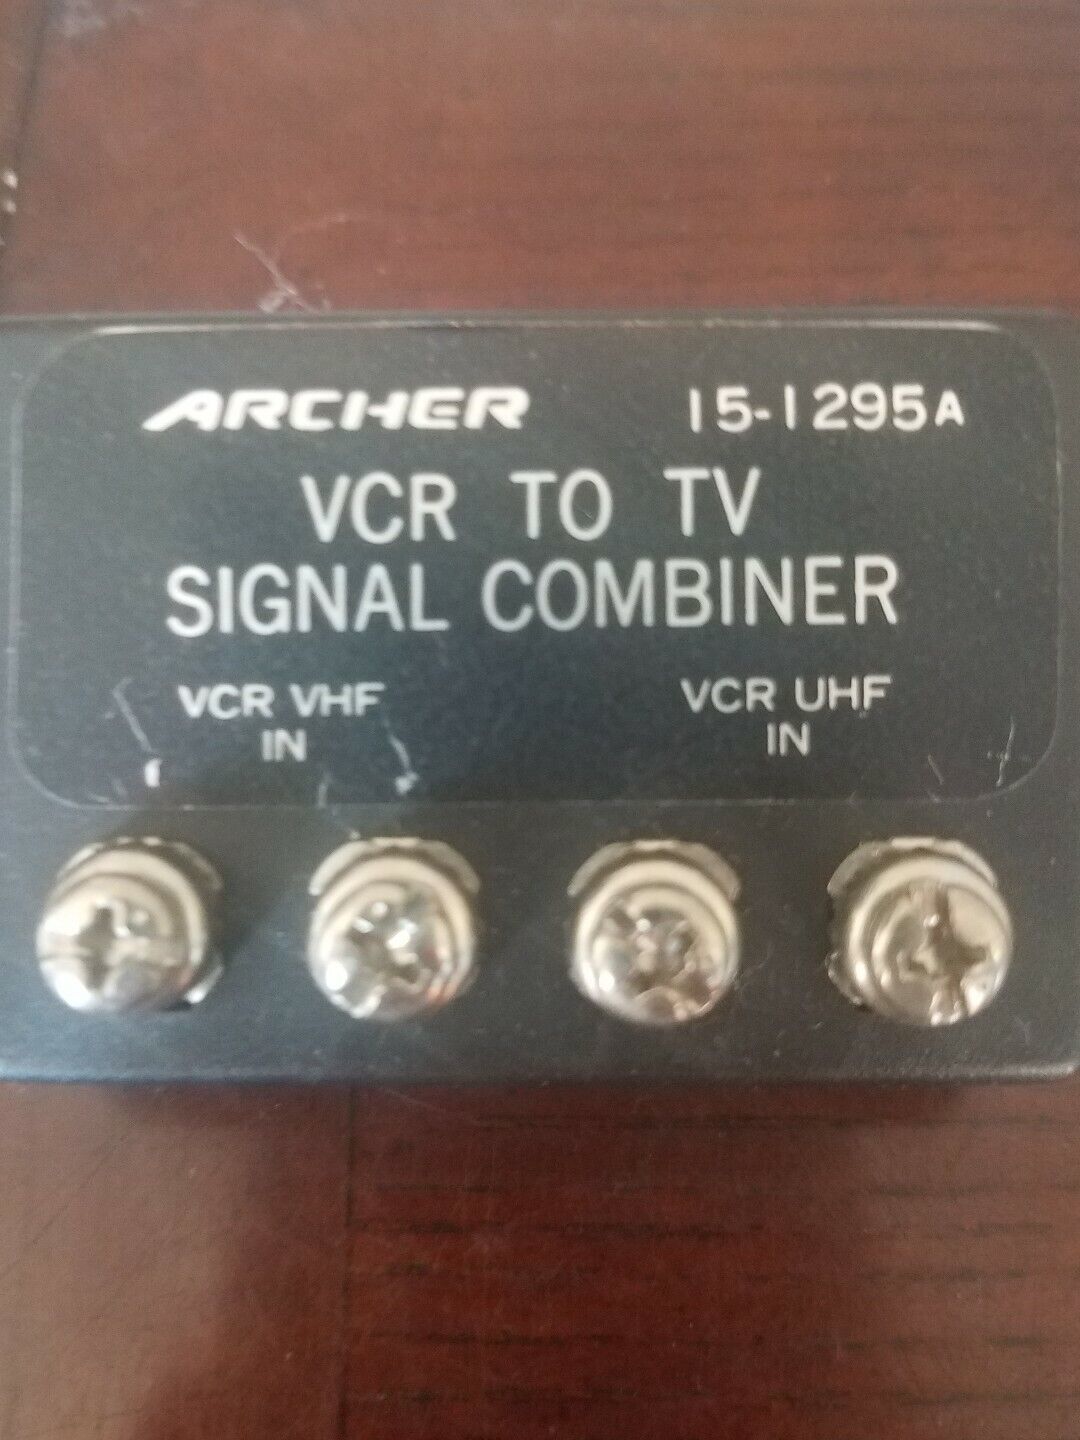 ARCHER 15-1295A
VCR TO TV
SIGNAL COMBINER
VCR VHF VCR UHF
IN IN